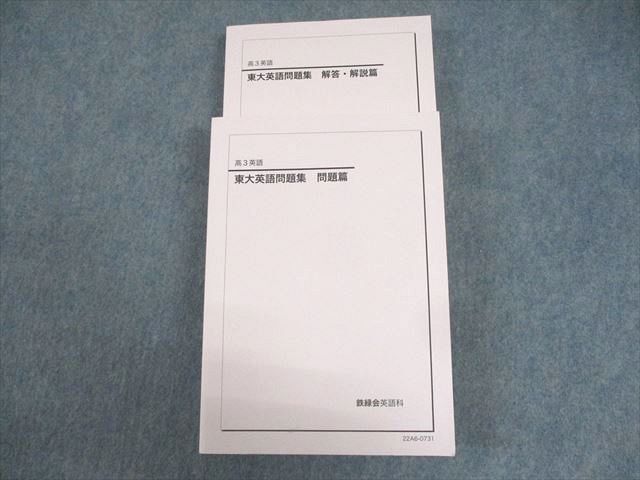 高3英語
東大英語問題集 解答・解説篇
高3英語
東大英語問題集 問題篇
鉄緑会英語科
22A6-0731